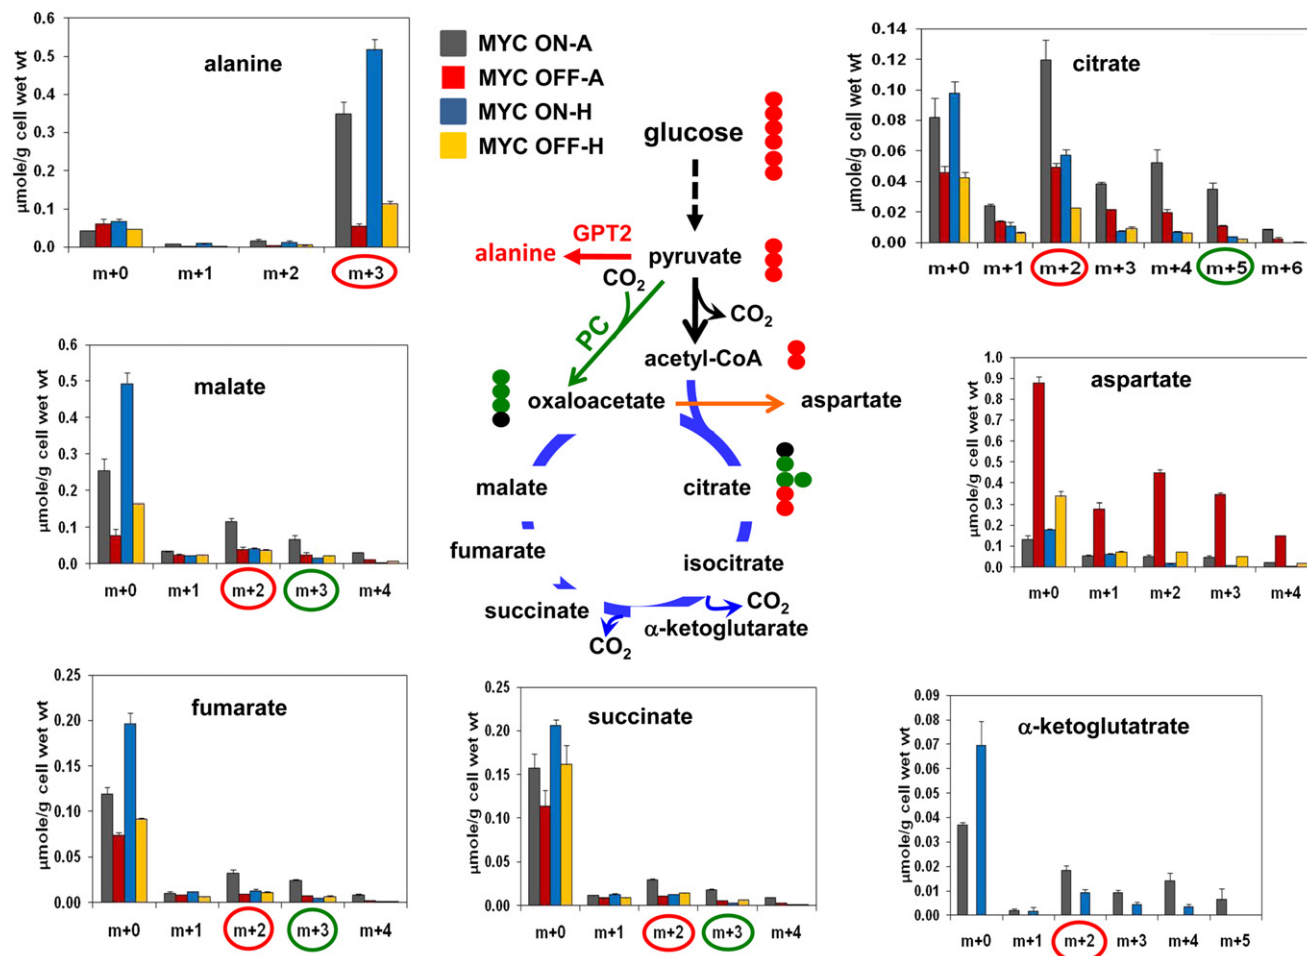 alanine
μmole/g cell wet wt
0.6
0.5
0.4
0.3
0.2
0.1
0.0
m+0 m+1 m+2 m+3
MYC ON-A
MYC OFF-A
MYC ON-H
MYC OFF-H
citrate
μmole/g cell wet wt
0.14
0.12
0.10
0.08
0.06
0.04
0.02
0.00
m+0 m+1 m+2 m+3 m+4 m+5 m+6
glucose
GPT2
alanine
pyruvate
CO2
CO2
PC
acetyl-CoA
oxaloacetate
aspartate
malate
citrate
fumarate
isocitrate
succinate
CO2
α-ketoglutarate
CO2
malate
μmole/g cell wet wt
0.6
0.5
0.4
0.3
0.2
0.1
0.0
m+0 m+1 m+2 m+3 m+4
aspartate
μmole/g cell wet wt
1.0
0.9
0.8
0.7
0.6
0.5
0.4
0.3
0.2
0.1
0.0
m+0 m+1 m+2 m+3 m+4
fumarate
μmole/g cell wet wt
0.25
0.20
0.15
0.10
0.05
0.00
m+0 m+1 m+2 m+3 m+4
succinate
μmole/g cell wet wt
0.25
0.20
0.15
0.10
0.05
0.00
m+0 m+1 m+2 m+3 m+4
α-ketoglutatrate
μmole/g cell wet wt
0.09
0.08
0.07
0.06
0.05
0.04
0.03
0.02
0.01
0.00
m+0 m+1 m+2 m+3 m+4 m+5